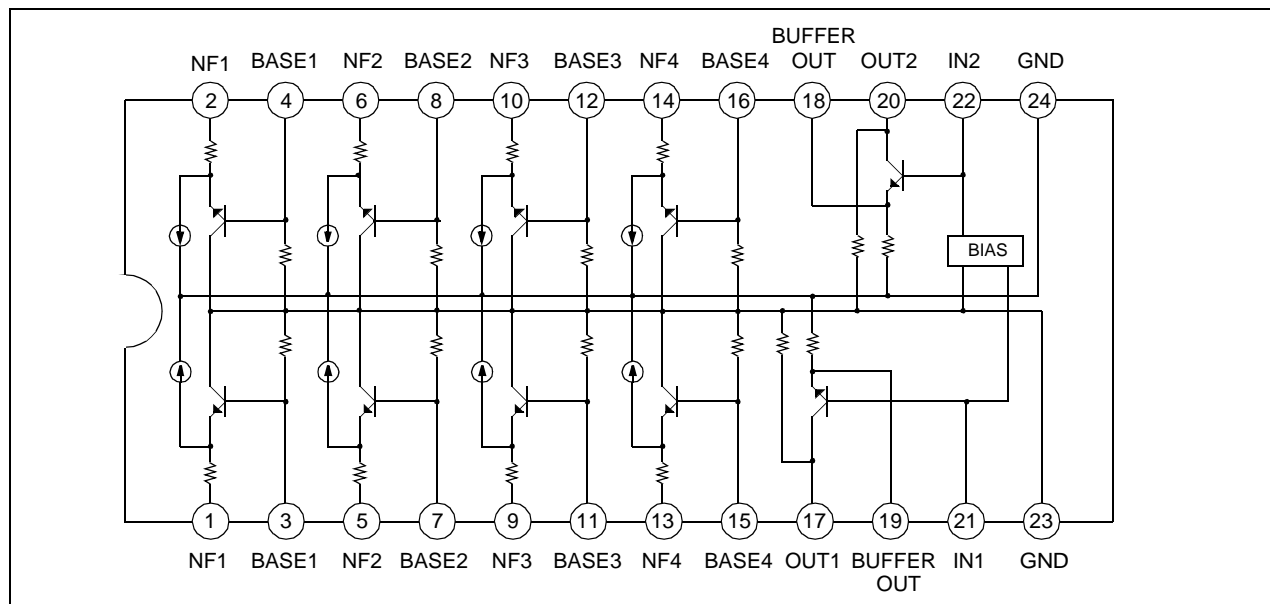 BUFFER
NF1 BASE1 NF2 BASE2 NF3 BASE3 NF4 BASE4 OUT OUT2 IN2 GND
2 4 6 8 10 12 14 16 18 20 22 24
BIAS
1 3 5 7 9 11 13 15 17 19 21 23
NF1 BASE1 NF2 BASE2 NF3 BASE3 NF4 BASE4 OUT1 BUFFER IN1 GND
OUT